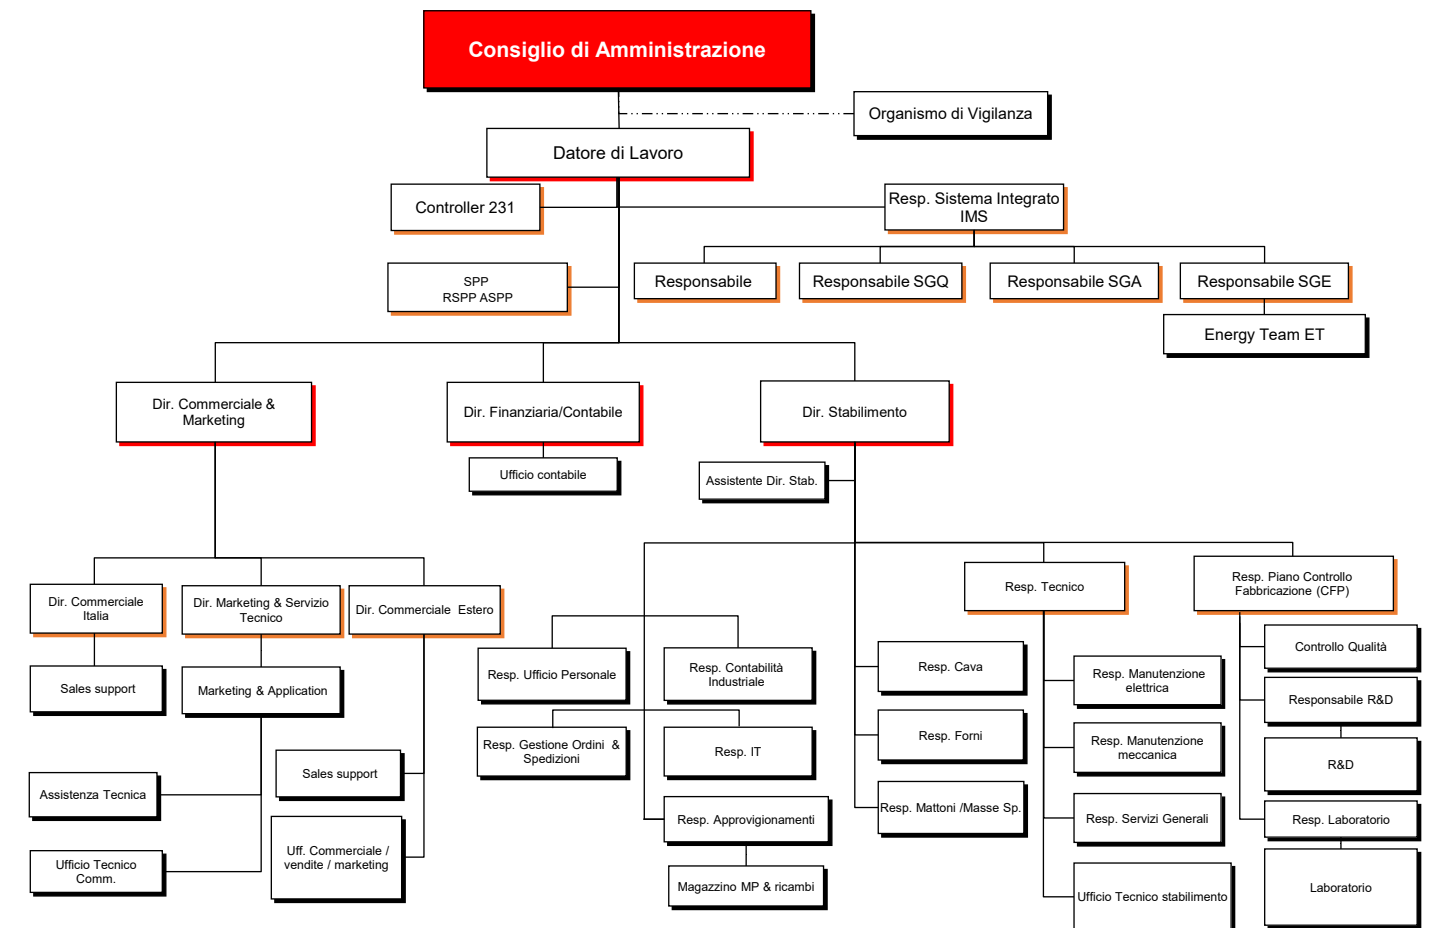 Consiglio di Amministrazione
Organismo di Vigilanza
Datore di Lavoro
Controller 231
Resp. Sistema Integrato
IMS
SPP
RSPP ASPP
Responsabile
Responsabile SGQ
Responsabile SGA
Responsabile SGE
Energy Team ET
Dir. Commerciale &
Marketing
Dir. Finanziaria/Contabile
Dir. Stabilimento
Ufficio contabile
Assistente Dir. Stab.
Dir. Commerciale
Italia
Dir. Marketing & Servizio
Tecnico
Dir. Commerciale  Estero
Resp. Tecnico
Resp. Piano Controllo
Fabbricazione (CFP)
Sales support
Marketing & Application
Resp. Ufficio Personale
Resp. Contabilità
Industriale
Resp. Cava
Resp. Manutenzione
elettrica
Controllo Qualità
Responsabile R&D
Resp. Gestione Ordini  &
Spedizioni
Resp. IT
Resp. Forni
Resp. Manutenzione
meccanica
R&D
Assistenza Tecnica
Sales support
Resp. Approvigionamenti
Resp. Mattoni /Masse Sp.
Resp. Servizi Generali
Resp. Laboratorio
Ufficio Tecnico
Comm.
Uff. Commerciale /
vendite / marketing
Magazzino MP & ricambi
Ufficio Tecnico stabilimento
Laboratorio